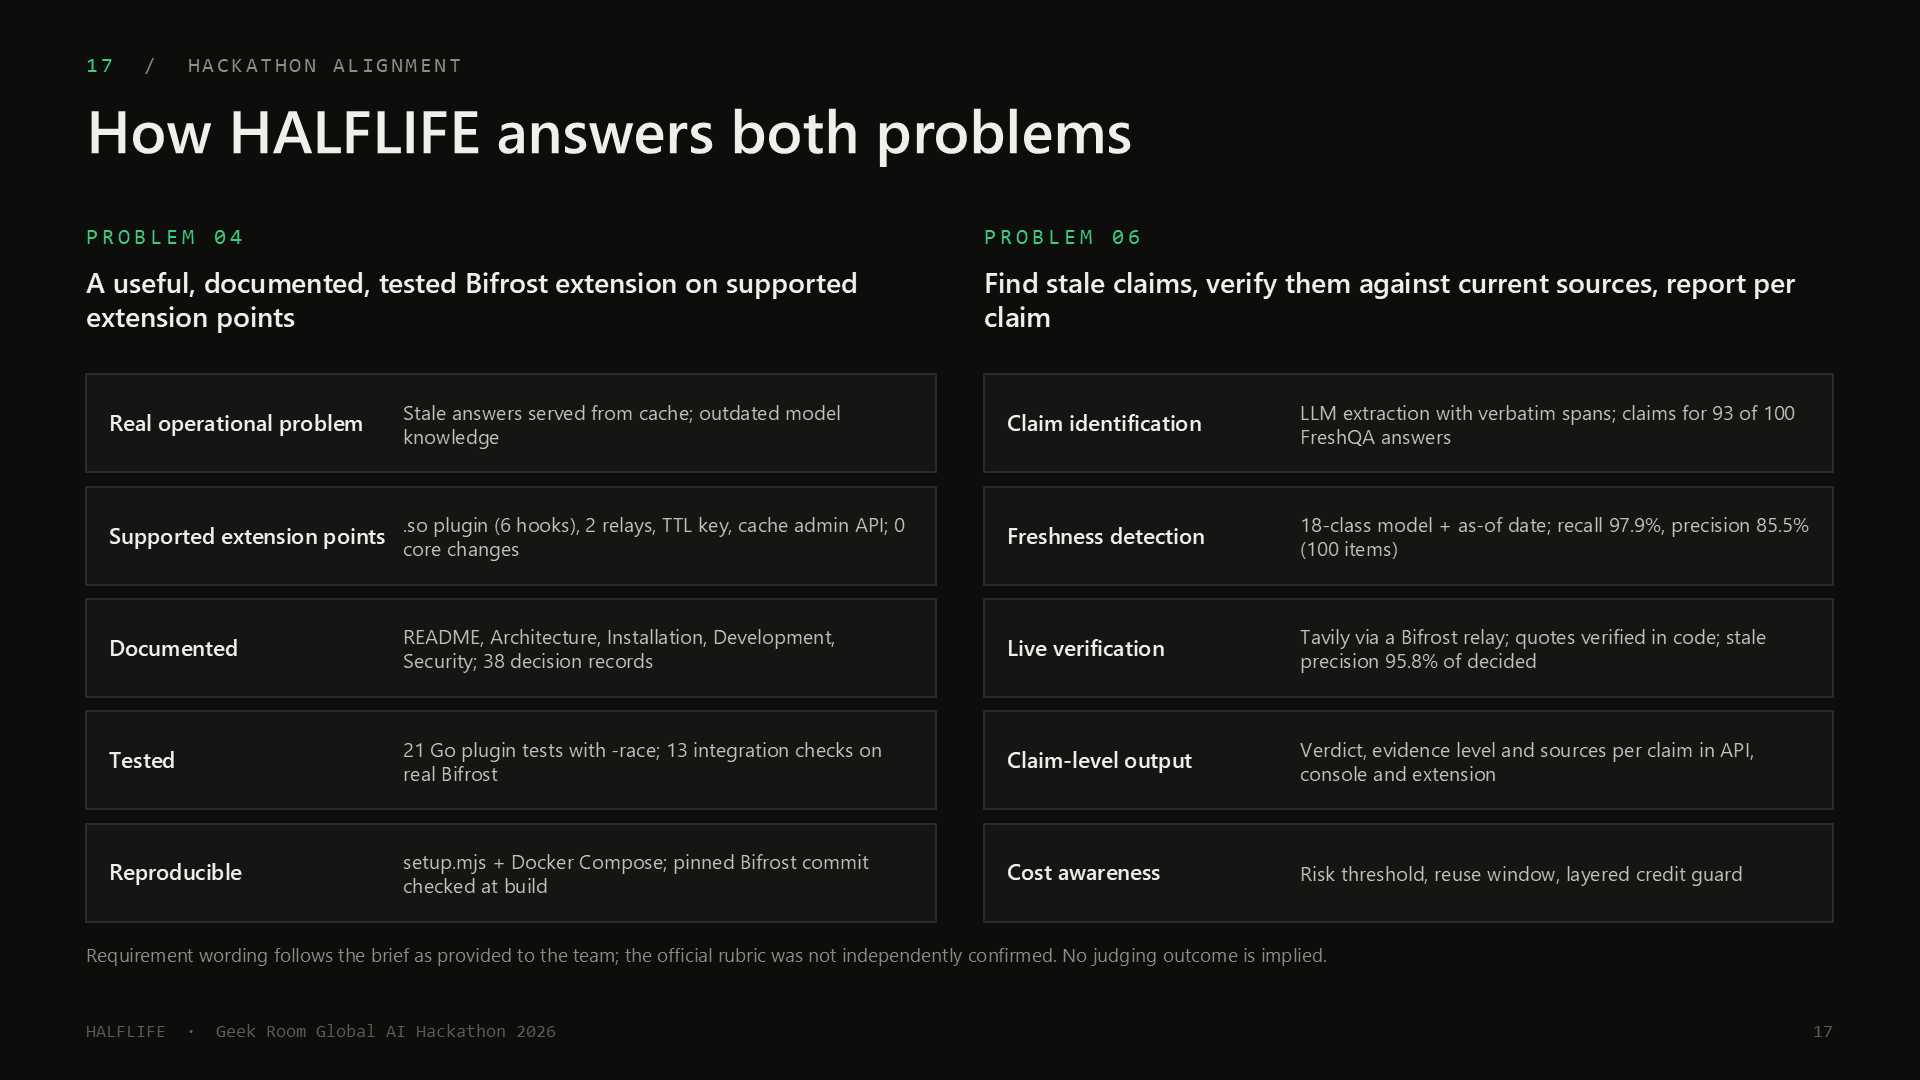 17 / HACKATHON ALIGNMENT
How HALFLIFE answers both problems
PROBLEM 04
A useful, documented, tested Bifrost extension on supported
extension points
Real operational problem
Stale answers served from cache; outdated model
knowledge
Supported extension points
.so plugin (6 hooks), 2 relays, TTL key, cache admin API; 0
core changes
Documented
README, Architecture, Installation, Development,
Security; 38 decision records
Tested
21 Go plugin tests with -race; 13 integration checks on
real Bifrost
Reproducible
setup.mjs + Docker Compose; pinned Bifrost commit
checked at build
PROBLEM 06
Find stale claims, verify them against current sources, report per
claim
Claim identification
LLM extraction with verbatim spans; claims for 93 of 100
FreshQA answers
Freshness detection
18-class model + as-of date; recall 97.9%, precision 85.5%
(100 items)
Live verification
Tavily via a Bifrost relay; quotes verified in code; stale
precision 95.8% of decided
Claim-level output
Verdict, evidence level and sources per claim in API,
console and extension
Cost awareness
Risk threshold, reuse window, layered credit guard
Requirement wording follows the brief as provided to the team; the official rubric was not independently confirmed. No judging outcome is implied.
HALFLIFE · Geek Room Global AI Hackathon 2026
17